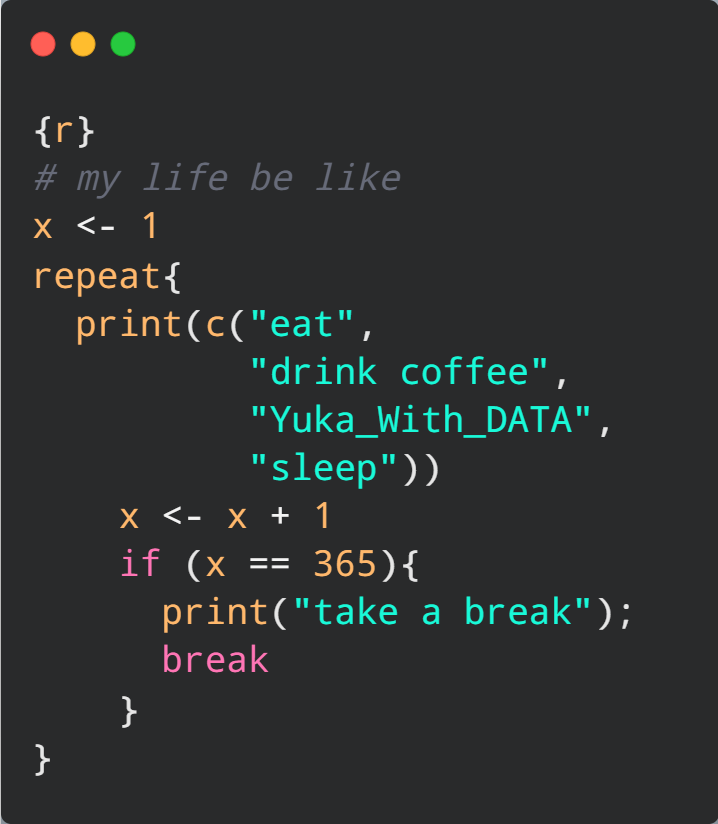 {r}
# my life be like
x <- 1
repeat{
  print(c("eat",
          "drink coffee",
          "Yuka_With_DATA",
          "sleep"))
    x <- x + 1
    if (x == 365){
      print("take a break");
      break
    }
}